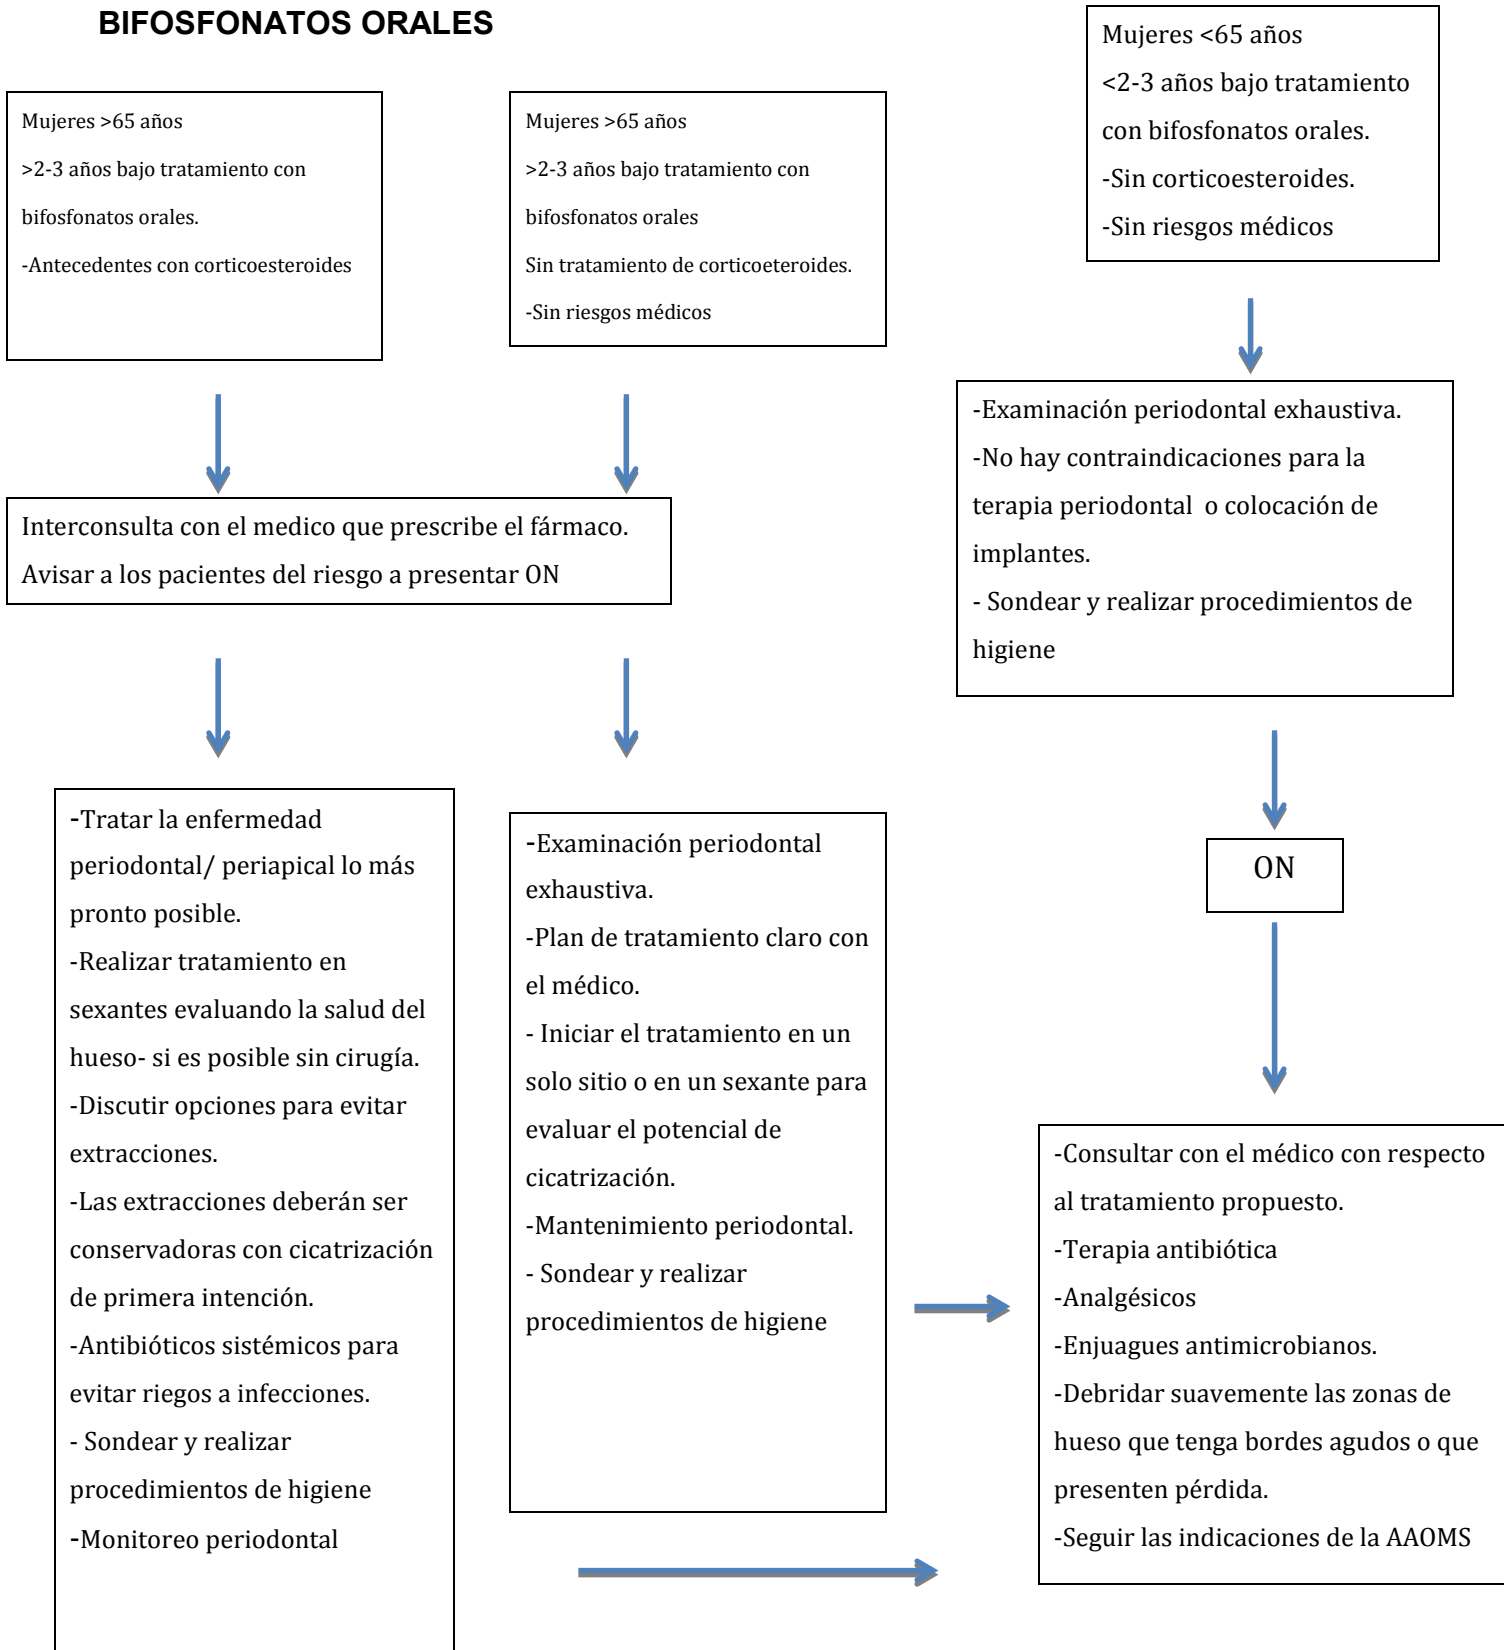 BIFOSFONATOS ORALES
Mujeres >65 años
>2-3 años bajo tratamiento con
bifosfonatos orales.
-Antecedentes con corticoesteroides
Mujeres >65 años
>2-3 años bajo tratamiento con
bifosfonatos orales
Sin tratamiento de corticoeteroides.
-Sin riesgos médicos
Mujeres <65 años
<2-3 años bajo tratamiento
con bifosfonatos orales.
-Sin corticoesteroides.
-Sin riesgos médicos
Interconsulta con el medico que prescribe el fármaco.
Avisar a los pacientes del riesgo a presentar ON
-Examinación periodontal exhaustiva.
-No hay contraindicaciones para la
terapia periodontal o colocación de
implantes.
- Sondear y realizar procedimientos de
higiene
-Tratar la enfermedad
periodontal/ periapical lo más
pronto posible.
-Realizar tratamiento en
sexantes evaluando la salud del
hueso- si es posible sin cirugía.
-Discutir opciones para evitar
extracciones.
-Las extracciones deberán ser
conservadoras con cicatrización
de primera intención.
-Antibióticos sistémicos para
evitar riegos a infecciones.
- Sondear y realizar
procedimientos de higiene
-Monitoreo periodontal
-Examinación periodontal
exhaustiva.
-Plan de tratamiento claro con
el médico.
- Iniciar el tratamiento en un
solo sitio o en un sexante para
evaluar el potencial de
cicatrización.
-Mantenimiento periodontal.
- Sondear y realizar
procedimientos de higiene
ON
-Consultar con el médico con respecto
al tratamiento propuesto.
-Terapia antibiótica
-Analgésicos
-Enjuagues antimicrobianos.
-Debridar suavemente las zonas de
hueso que tenga bordes agudos o que
presenten pérdida.
-Seguir las indicaciones de la AAOMS